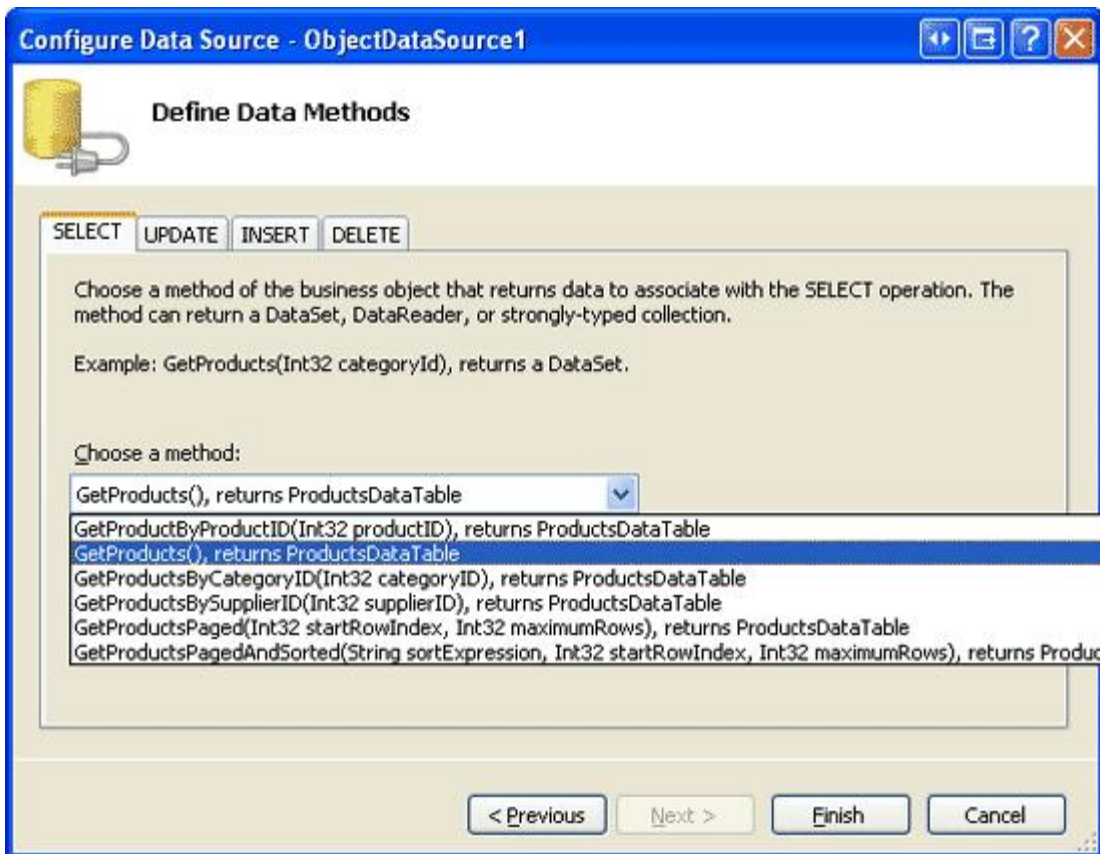 Configure Data Source - ObjectDataSource1
Define Data Methods
SELECT UPDATE INSERT DELETE
Choose a method of the business object that returns data to associate with the SELECT operation. The
method can return a DataSet, DataReader, or strongly-typed collection.
Example: GetProducts(Int32 categoryId), returns a DataSet.
Choose a method:
GetProducts(), returns ProductsDataTable
GetProductByProductID(Int32 productID), returns ProductsDataTable
GetProducts(), returns ProductsDataTable
GetProductsByCategoryID(Int32 categoryID), returns ProductsDataTable
GetProductsBySupplierID(Int32 supplierID), returns ProductsDataTable
GetProductsPaged(Int32 startRowIndex, Int32 maximumRows), returns ProductsDataTable
GetProductsPagedAndSorted(String sortExpression, Int32 startRowIndex, Int32 maximumRows), returns Produc
< Previous Next > Finish Cancel